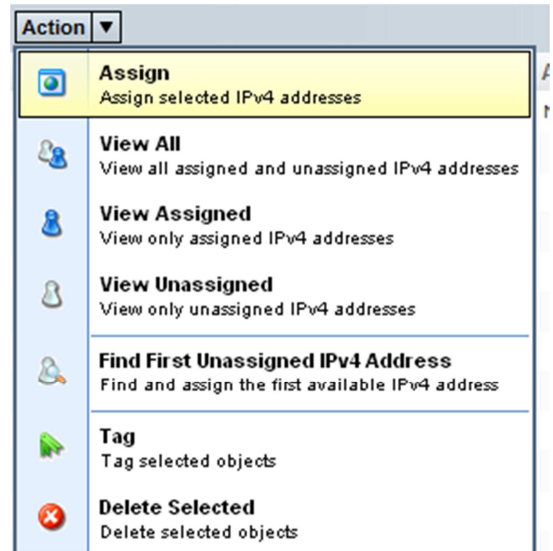 Action ▼
Assign
Assign selected IPv4 addresses
View All
View all assigned and unassigned IPv4 addresses
View Assigned
View only assigned IPv4 addresses
View Unassigned
View only unassigned IPv4 addresses
Find First Unassigned IPv4 Address
Find and assign the first available IPv4 address
Tag
Tag selected objects
Delete Selected
Delete selected objects